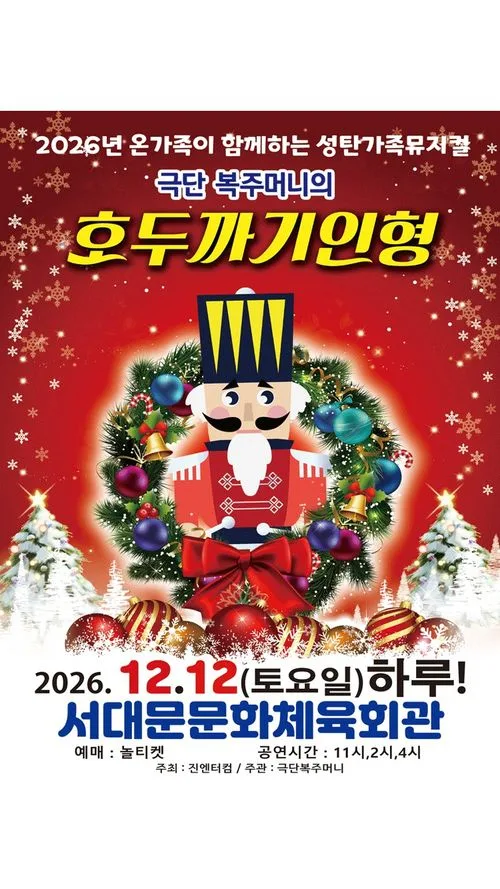 2026년 온가족이 함께하는 성탄가족뮤지컬
극단 복주머니의
호두까기인형
2026. 12.12(토요일)하루!
서대문문화체육회관
예매 : 놀티켓 공연시간 : 11시,2시,4시
주최 : 진엔터컴 / 주관 : 극단복주머니